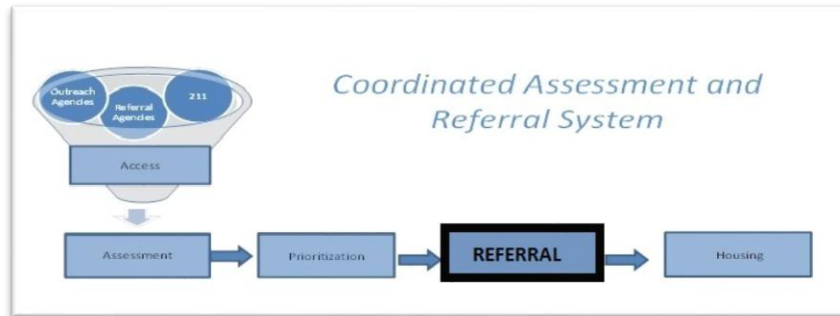 Coordinated Assessment and
Referral System
Outreach
Agencies
Referral
Agencies
211
Access
Assessment
Prioritization
REFERRAL
Housing